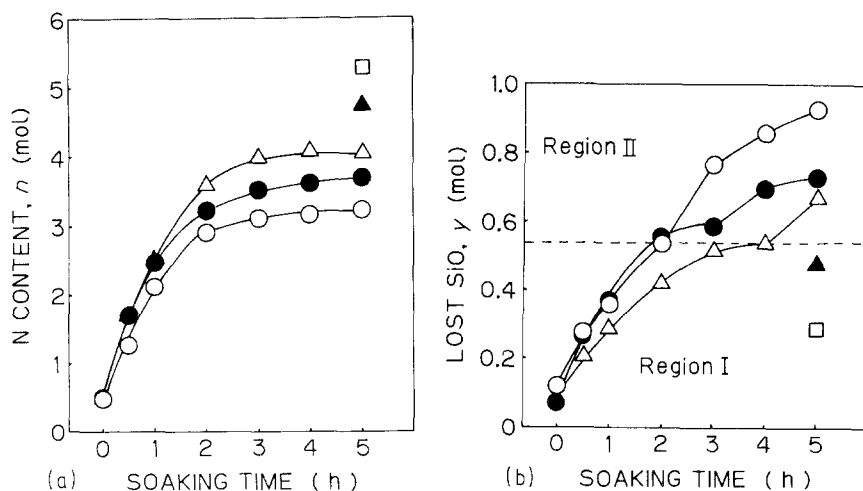 6
5
4
3
2
1
0
N CONTENT, n (mol)
0 1 2 3 4 5
(a) SOAKING TIME (h)
1.0
0.8
0.6
0.4
0.2
0
LOST SiO, y (mol)
Region II
Region I
0 1 2 3 4 5
(b) SOAKING TIME (h)